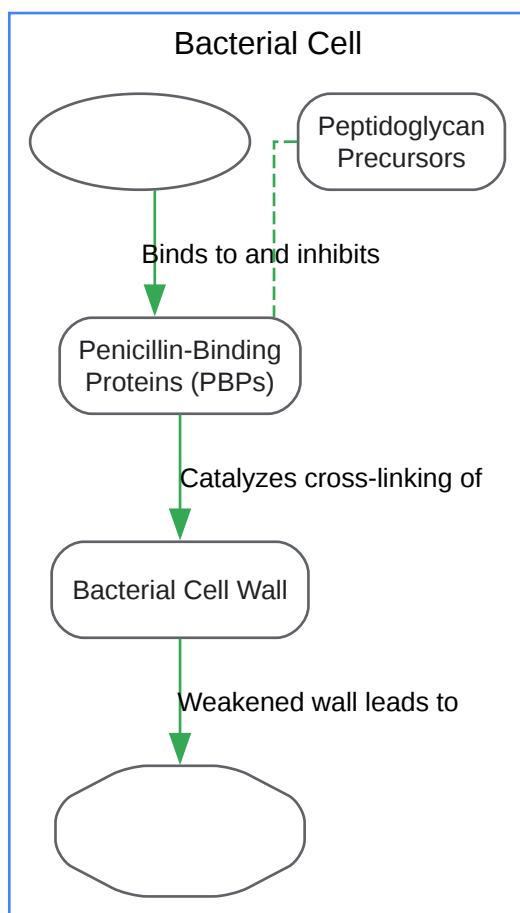 Bacterial Cell
Peptidoglycan
Precursors
Binds to and inhibits
Penicillin-Binding
Proteins (PBPs)
Catalyzes cross-linking of
Bacterial Cell Wall
Weakened wall leads to